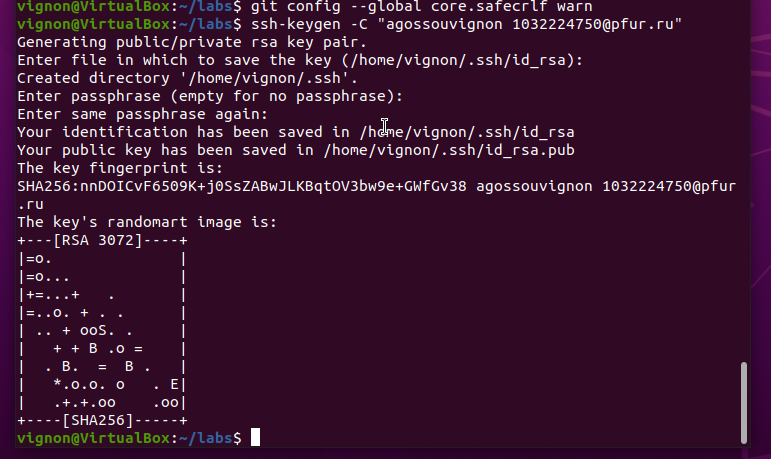 vignon@VirtualBox:~/labs$ git config --global core.safecrlf warn
vignon@VirtualBox:~/labs$ ssh-keygen -C "agossouvignon 1032224750@pfur.ru"
Generating public/private rsa key pair.
Enter file in which to save the key (/home/vignon/.ssh/id_rsa):
Created directory '/home/vignon/.ssh'.
Enter passphrase (empty for no passphrase):
Enter same passphrase again:
Your identification has been saved in /home/vignon/.ssh/id_rsa
Your public key has been saved in /home/vignon/.ssh/id_rsa.pub
The key fingerprint is:
SHA256:nnDOICvF6509K+j0SsZABwJLKBqtOV3bw9e+GWfGv38 agossouvignon 1032224750@pfur
.ru
The key's randomart image is:
+---[RSA 3072]----+
|=o.              |
|=o...            |
|+=...+   .       |
|=..o. + . .      |
| .. + ooS. .     |
|   + + B .o =    |
|  . B.  =  B .   |
|   *.o.o. o   . E|
|   .+.+.oo    .oo|
+----[SHA256]-----+
vignon@VirtualBox:~/labs$